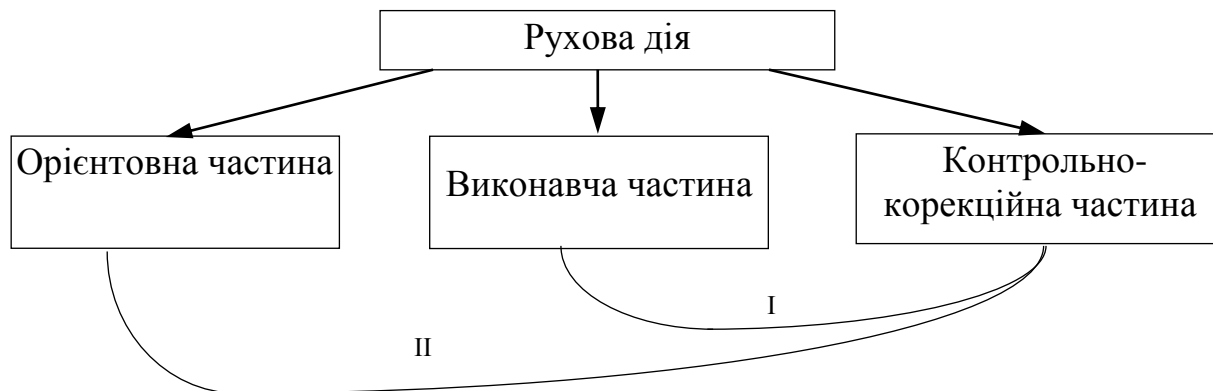 Рухова дія
Орієнтовна частина
Виконавча частина
Контрольно-
корекційна частина
I
II